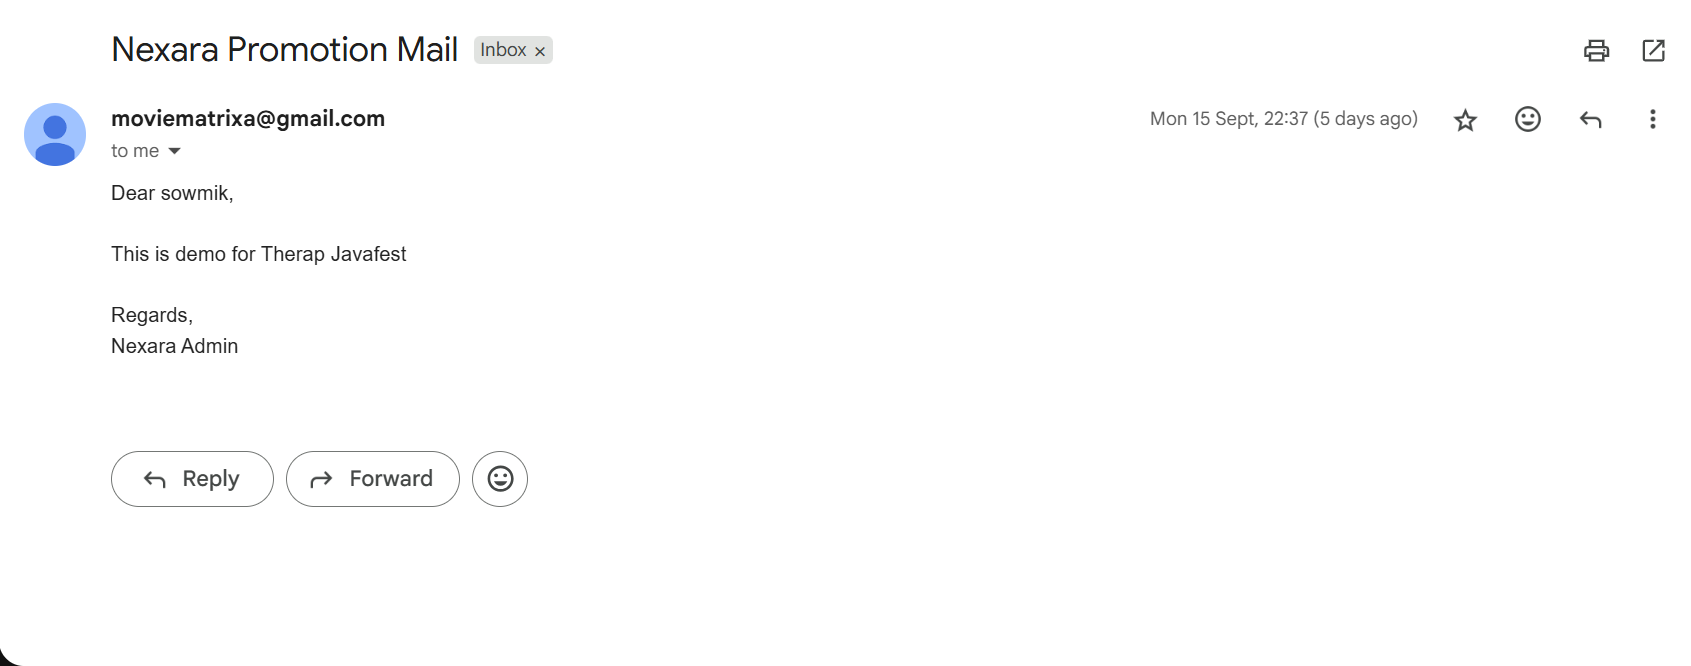 Nexara Promotion Mail Inbox ×
moviematrixa@gmail.com Mon 15 Sept, 22:37 (5 days ago)
to me
Dear sowmik,
This is demo for Therap Javafest
Regards,
Nexara Admin
Reply Forward